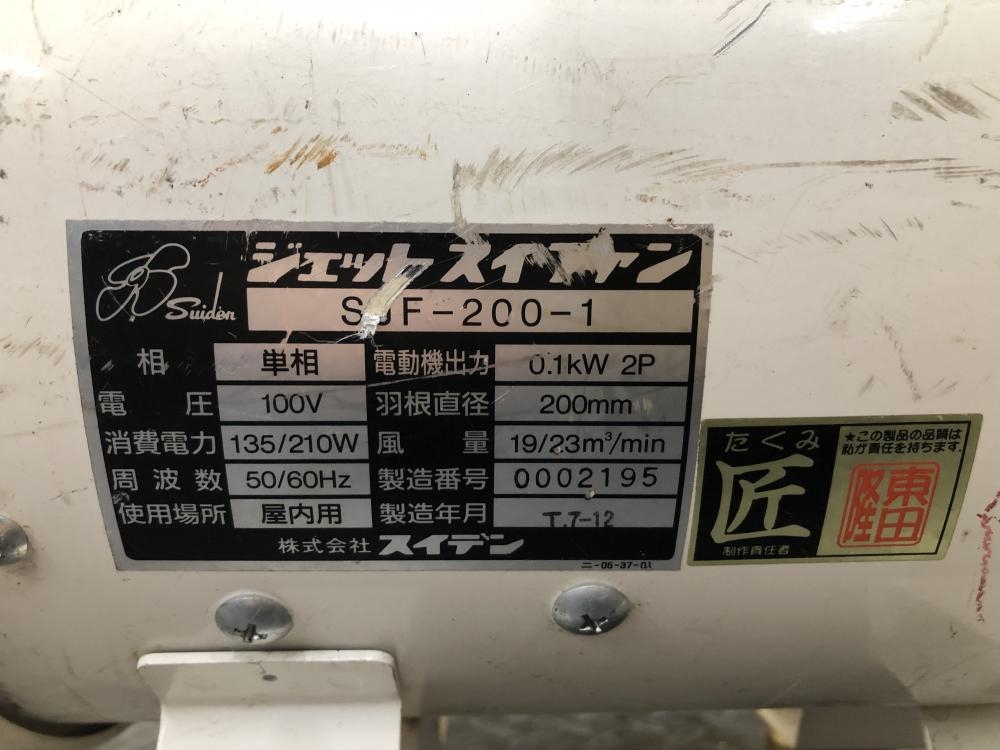 Suiden
ジェットスイファン
SJF-200-1
相 単相 電動機出力 0.1kW 2P
電圧 100V 羽根直径 200mm
消費電力 135/210W 風量 19/23m³/min
周波数 50/60Hz 製造番号 0002195
使用場所 屋内用 製造年月 T.7-12
株式会社 スイデン
ニ-05-37-01
たくみ
匠
制作責任者
★この製品の品質は
私が責任を持ちます.
東田